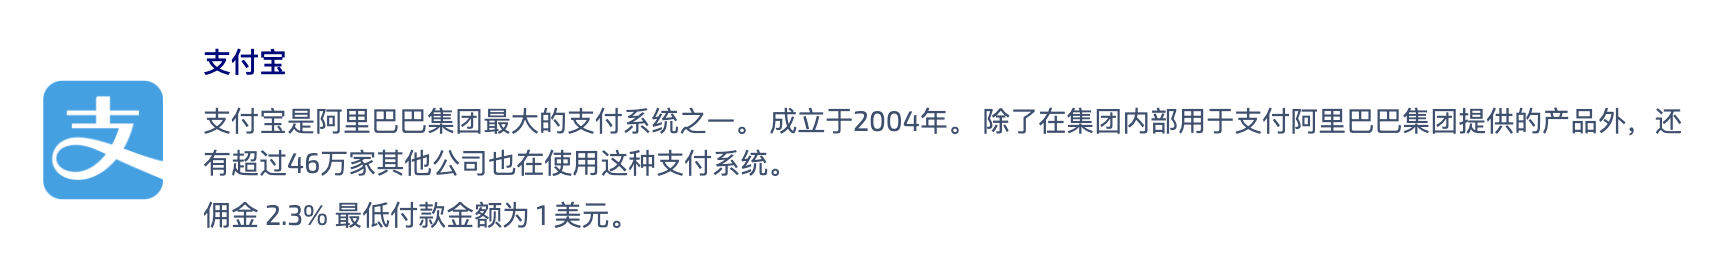 支付宝
支付宝是阿里巴巴集团最大的支付系统之一。 成立于2004年。 除了在集团内部用于支付阿里巴巴集团提供的产品外，还
有超过46万家其他公司也在使用这种支付系统。
佣金 2.3% 最低付款金额为 1 美元。
支